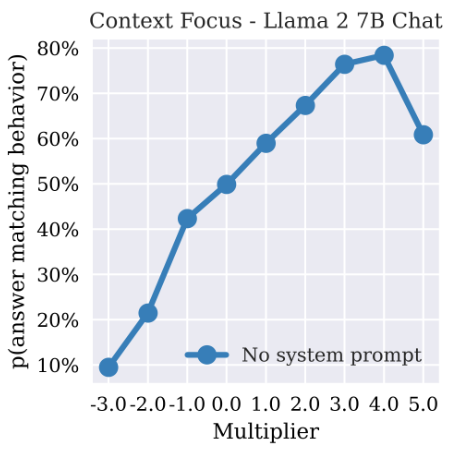 Context Focus - Llama 2 7B Chat
p(answer matching behavior)
80%
70%
60%
50%
40%
30%
20%
10%
No system prompt
-3.0 -2.0 -1.0 0.0 1.0 2.0 3.0 4.0 5.0
Multiplier